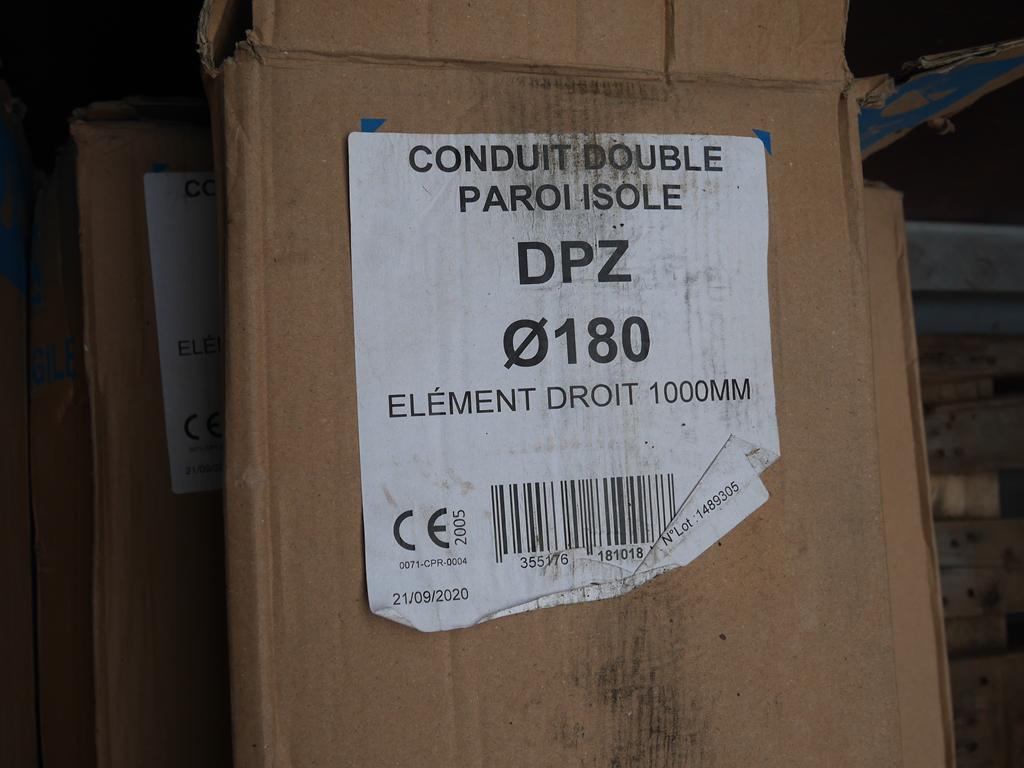 CONDUIT DOUBLE
PAROI ISOLE
DPZ
Ø180
ELÉMENT DROIT 1000MM
CE
2005
0071-CPR-0004
355176 181018
N°Lot :1489305
21/09/2020
CO
ELÉ
CE
21/09/
GILE